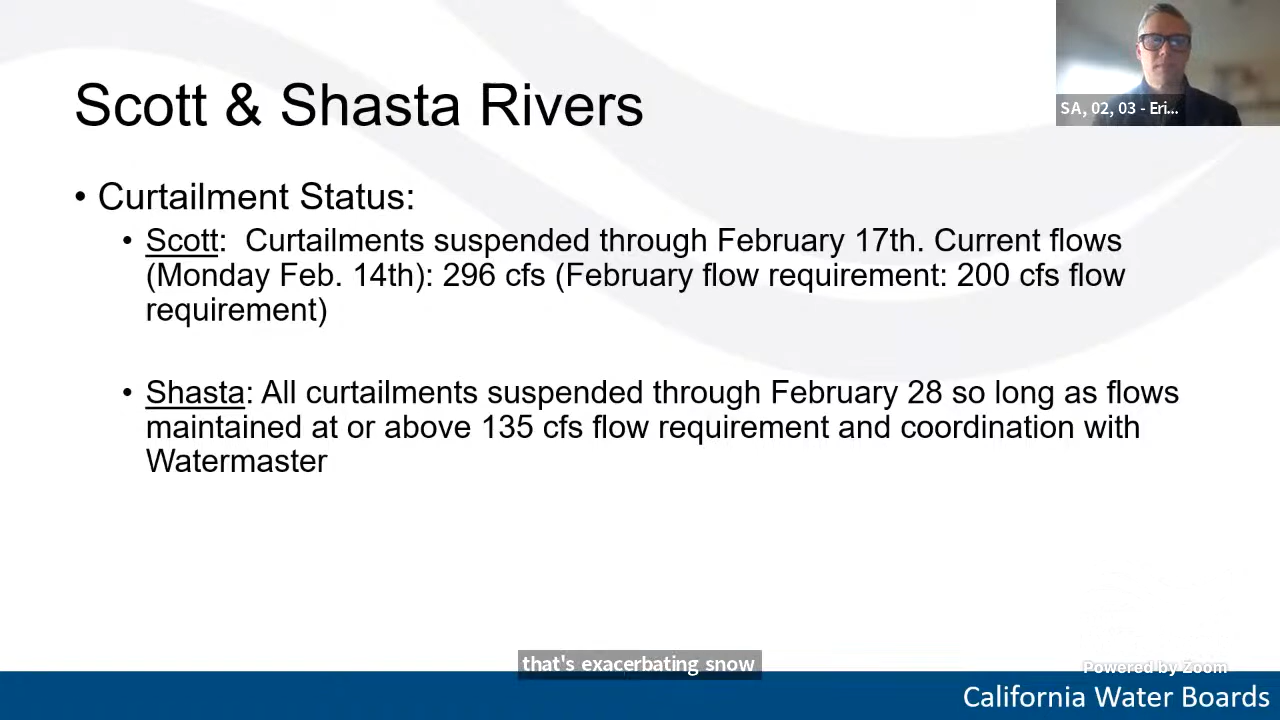 Scott & Shasta Rivers
SA, 02, 03 - Eri...
• Curtailment Status:
• Scott:  Curtailments suspended through February 17th. Current flows
(Monday Feb. 14th): 296 cfs (February flow requirement: 200 cfs flow
requirement)
• Shasta: All curtailments suspended through February 28 so long as flows
maintained at or above 135 cfs flow requirement and coordination with
Watermaster
that's exacerbating snow
Powered by Zoom
California Water Boards